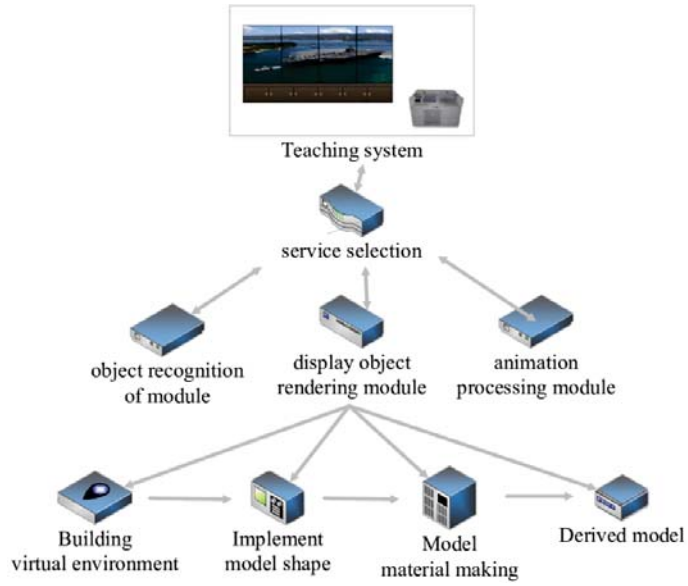 Teaching system
service selection
object recognition
of module
display object
rendering module
animation
processing module
Building
virtual environment
Implement
model shape
Model
material making
Derived model